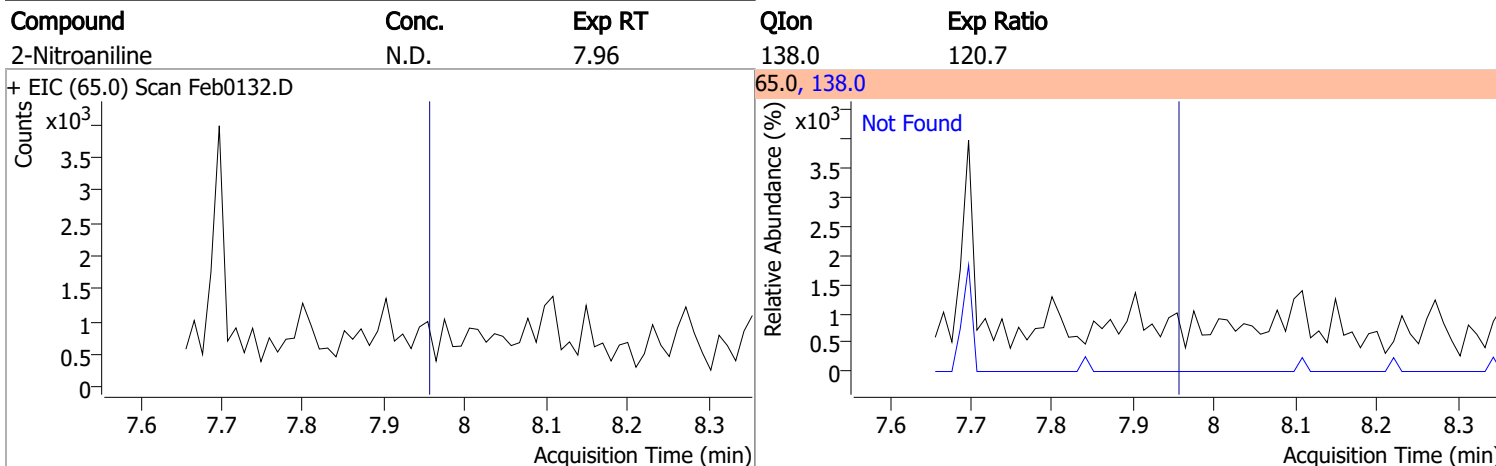 Compound Conc. Exp RT QIon Exp Ratio
2-Nitroaniline N.D. 7.96 138.0 120.7
+ EIC (65.0) Scan Feb0132.D
Counts
x10³
3.5
3
2.5
2
1.5
1
0.5
0
7.6 7.7 7.8 7.9 8 8.1 8.2 8.3
Acquisition Time (min)
65.0, 138.0
Relative Abundance (%)
x10³
Not Found
3.5
3
2.5
2
1.5
1
0.5
0
7.6 7.7 7.8 7.9 8 8.1 8.2 8.3
Acquisition Time (min)